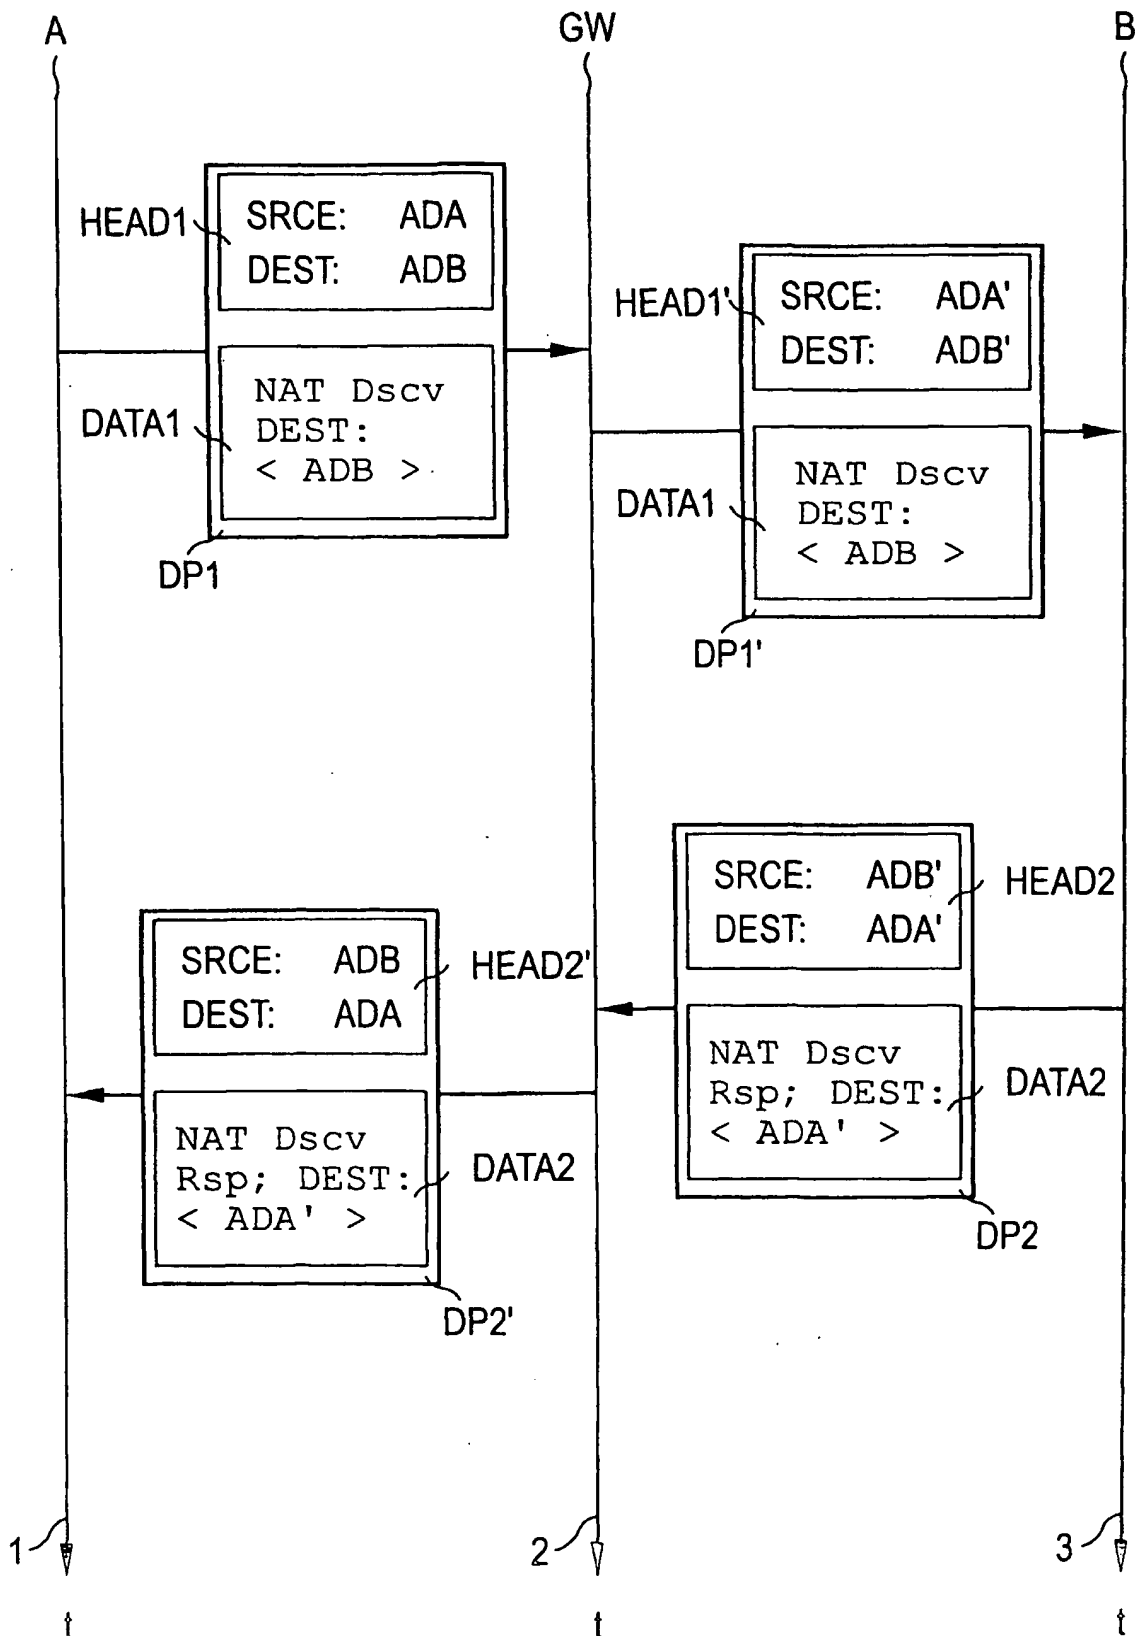 A
GW
B
HEAD1
SRCE: ADA
DEST: ADB
DATA1
NAT Dscv
DEST:
< ADB >
DP1
HEAD1'
SRCE: ADA'
DEST: ADB'
DATA1
NAT Dscv
DEST:
< ADB >
DP1'
SRCE: ADB'
DEST: ADA'
HEAD2
NAT Dscv
Rsp; DEST:
< ADA' >
DATA2
DP2
SRCE: ADB
DEST: ADA
HEAD2'
NAT Dscv
Rsp; DEST:
< ADA' >
DATA2
DP2'
1
2
3
t
t
t